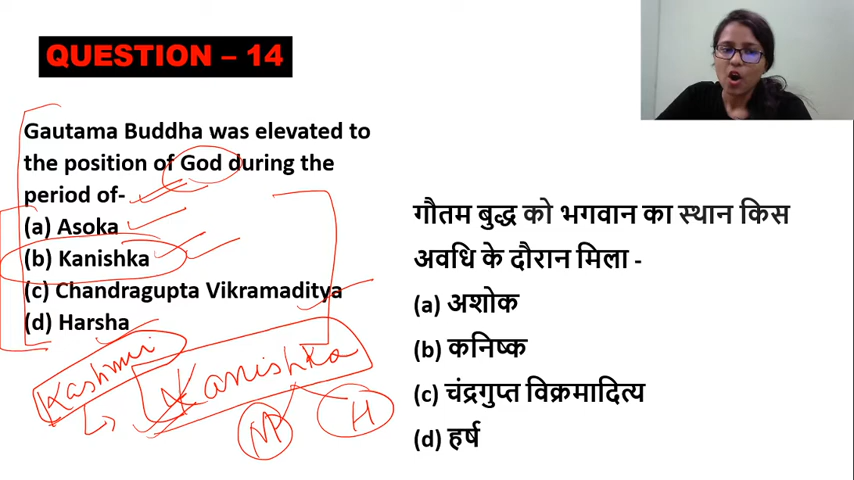 QUESTION – 14
Gautama Buddha was elevated to
the position of God during the
period of-
(a) Asoka
(b) Kanishka
(c) Chandragupta Vikramaditya
(d) Harsha
Kashmir
Kanishka
M
H
गौतम बुद्ध को भगवान का स्थान किस
अवधि के दौरान मिला -
(a) अशोक
(b) कनिष्क
(c) चंद्रगुप्त विक्रमादित्य
(d) हर्ष